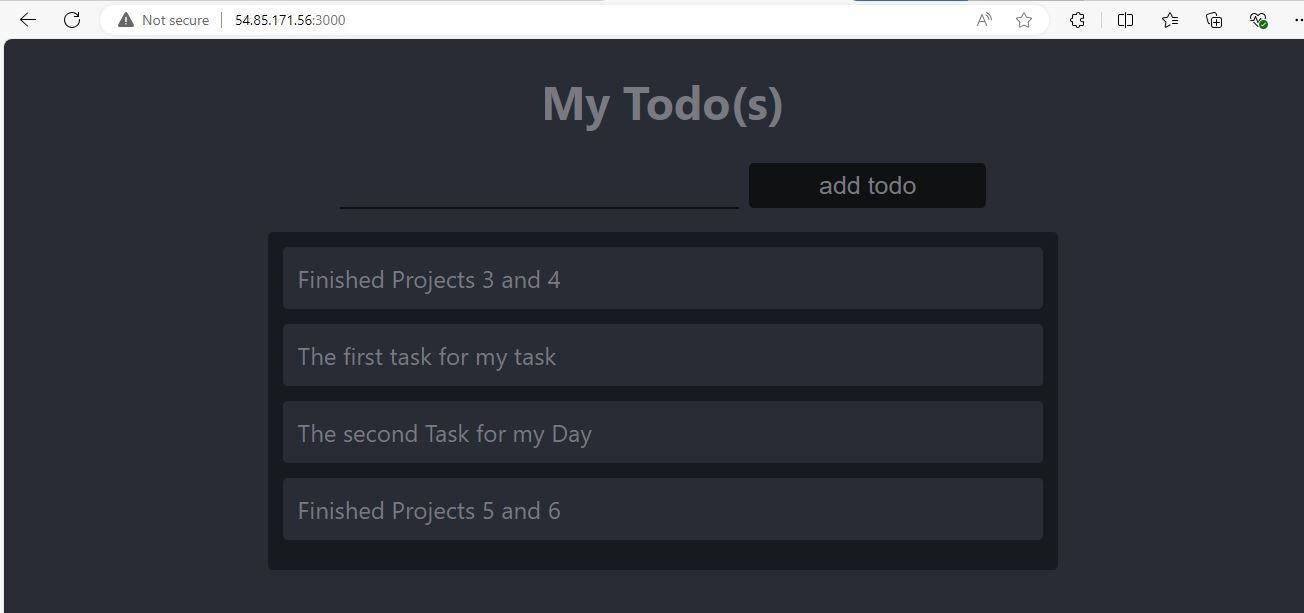 Not secure
54.85.171.56:3000
My Todo(s)
add todo
Finished Projects 3 and 4
The first task for my task
The second Task for my Day
Finished Projects 5 and 6